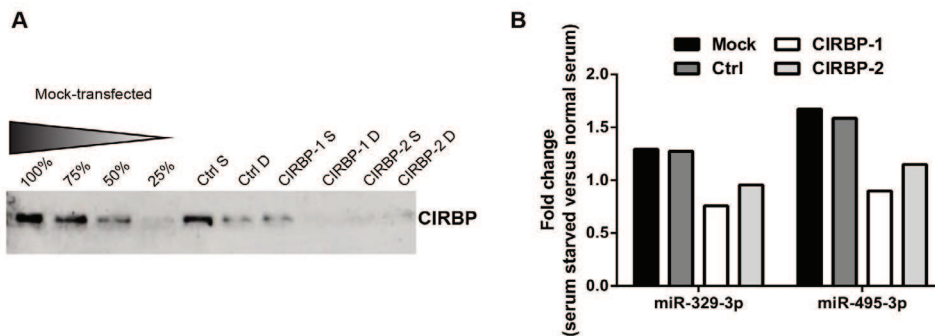 A
Mock-transfected
100% 75% 50% 25% Ctrl S Ctrl D CIRBP-1 S CIRBP-1 D CIRBP-2 S CIRBP-2 D
CIRBP
B
Mock CIRBP-1
Ctrl CIRBP-2
Fold change
(serum starved versus normal serum)
2.0
1.5
1.0
0.5
0.0
miR-329-3p miR-495-3p